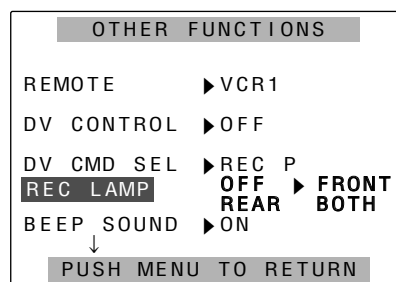 OTHER FUNCTIONS
REMOTE ▶VCR1
DV CONTROL ▶OFF
DV CMD SEL ▶REC P
REC LAMP OFF ▶ FRONT
REAR BOTH
BEEP SOUND ▶ON
↓
PUSH MENU TO RETURN